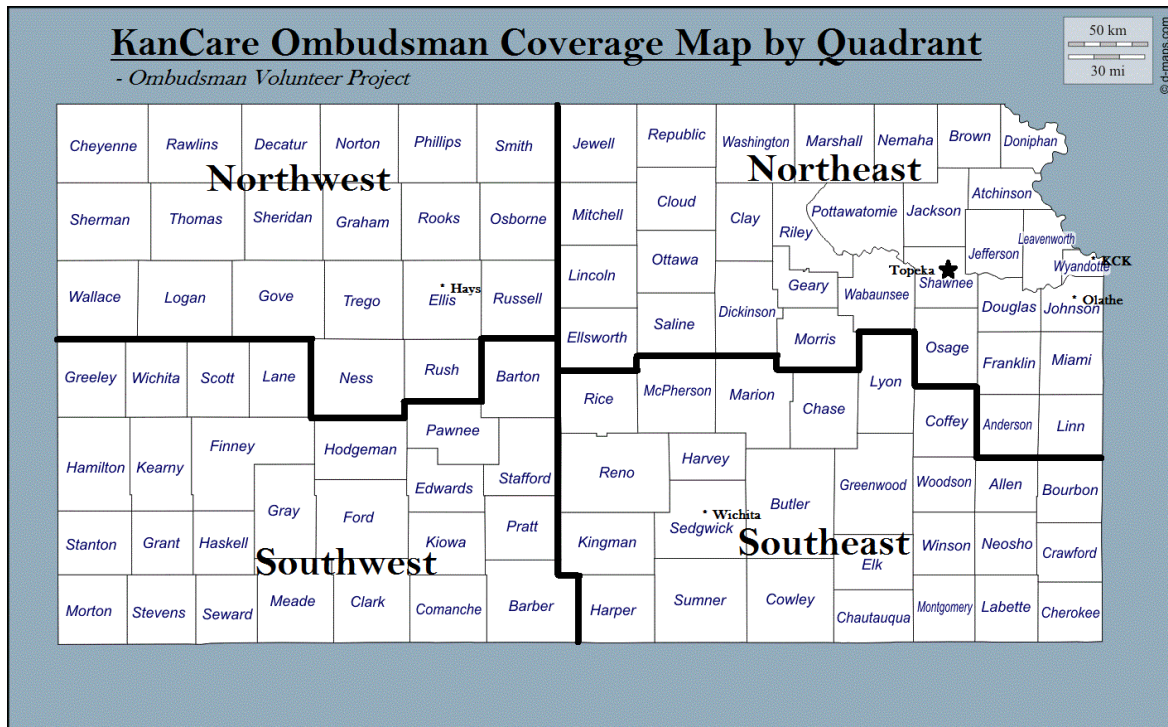 KanCare Ombudsman Coverage Map by Quadrant
- Ombudsman Volunteer Project
50 km
30 mi
© d-maps.com
Cheyenne Rawlins Decatur Norton Phillips Smith Jewell Republic Washington Marshall Nemaha Brown Doniphan
Northwest Northeast
Atchinson
Sherman Thomas Sheridan Graham Rooks Osborne Mitchell Cloud Clay Riley Pottawatomie Jackson
Jefferson Leavenworth
Wyandotte KCK
Lincoln Ottawa Geary Wabaunsee Topeka Shawnee
Wallace Logan Gove Trego Ellis Hays Russell
Dickinson Douglas Johnson Olathe
Ellsworth Saline Morris Osage Franklin Miami
Greeley Wichita Scott Lane Ness Rush Barton
Rice McPherson Marion Chase Lyon
Coffey Anderson Linn
Finney Hodgeman Pawnee
Hamilton Kearny Edwards Stafford
Reno Harvey Butler Greenwood Woodson Allen Bourbon
Gray Ford Kiowa Pratt
Stanton Grant Haskell
Kingman Sedgwick Wichita
Winson Neosho Crawford
Southwest Southeast
Elk
Morton Stevens Seward Meade Clark Comanche Barber
Harper Sumner Cowley Chautauqua Montgomery Labette Cherokee